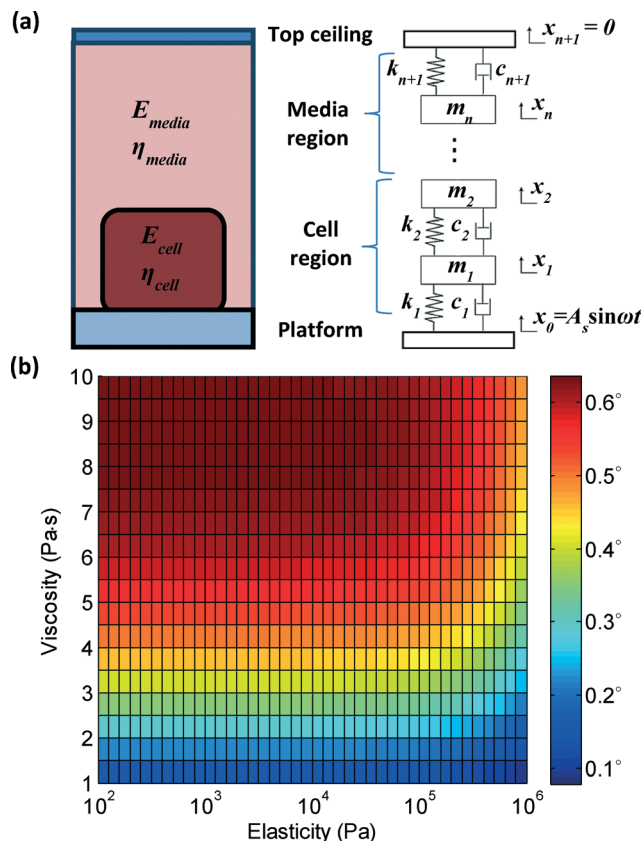 (a)
Top ceiling
x_{n+1} = 0
k_{n+1}
c_{n+1}
Media
region
m_n
x_n
E_media
η_media
m_2
x_2
Cell
region
k_2
c_2
E_cell
η_cell
m_1
x_1
k_1
c_1
Platform
x_0=A_s sinωt
(b)
10
9
8
7
6
5
4
3
2
1
Viscosity (Pa·s)
10^2
10^3
10^4
10^5
10^6
Elasticity (Pa)
0.6°
0.5°
0.4°
0.3°
0.2°
0.1°